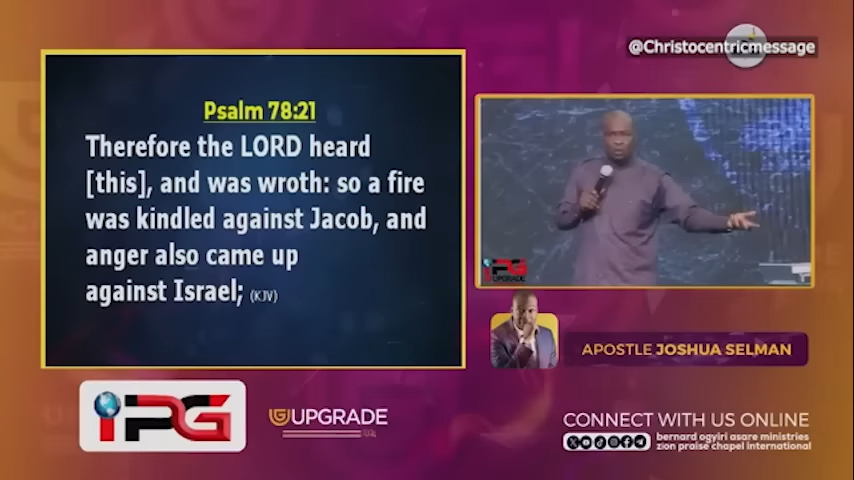 @Christocentricmessage
Psalm 78:21
Therefore the LORD heard
[this], and was wroth: so a fire
was kindled against Jacob, and
anger also came up
against Israel; (KJV)
iPG
UPGRADE
APOSTLE JOSHUA SELMAN
iPG
UPGRADE
CONNECT WITH US ONLINE
bernard ogyiri asare ministries
zion praise chapel international